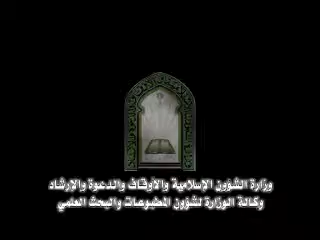 وزارة الشؤون الإسلامية والأوقاف والدعوة والإرشاد
وكالة الوزارة لشؤون المطبوعات والبحث العلمي